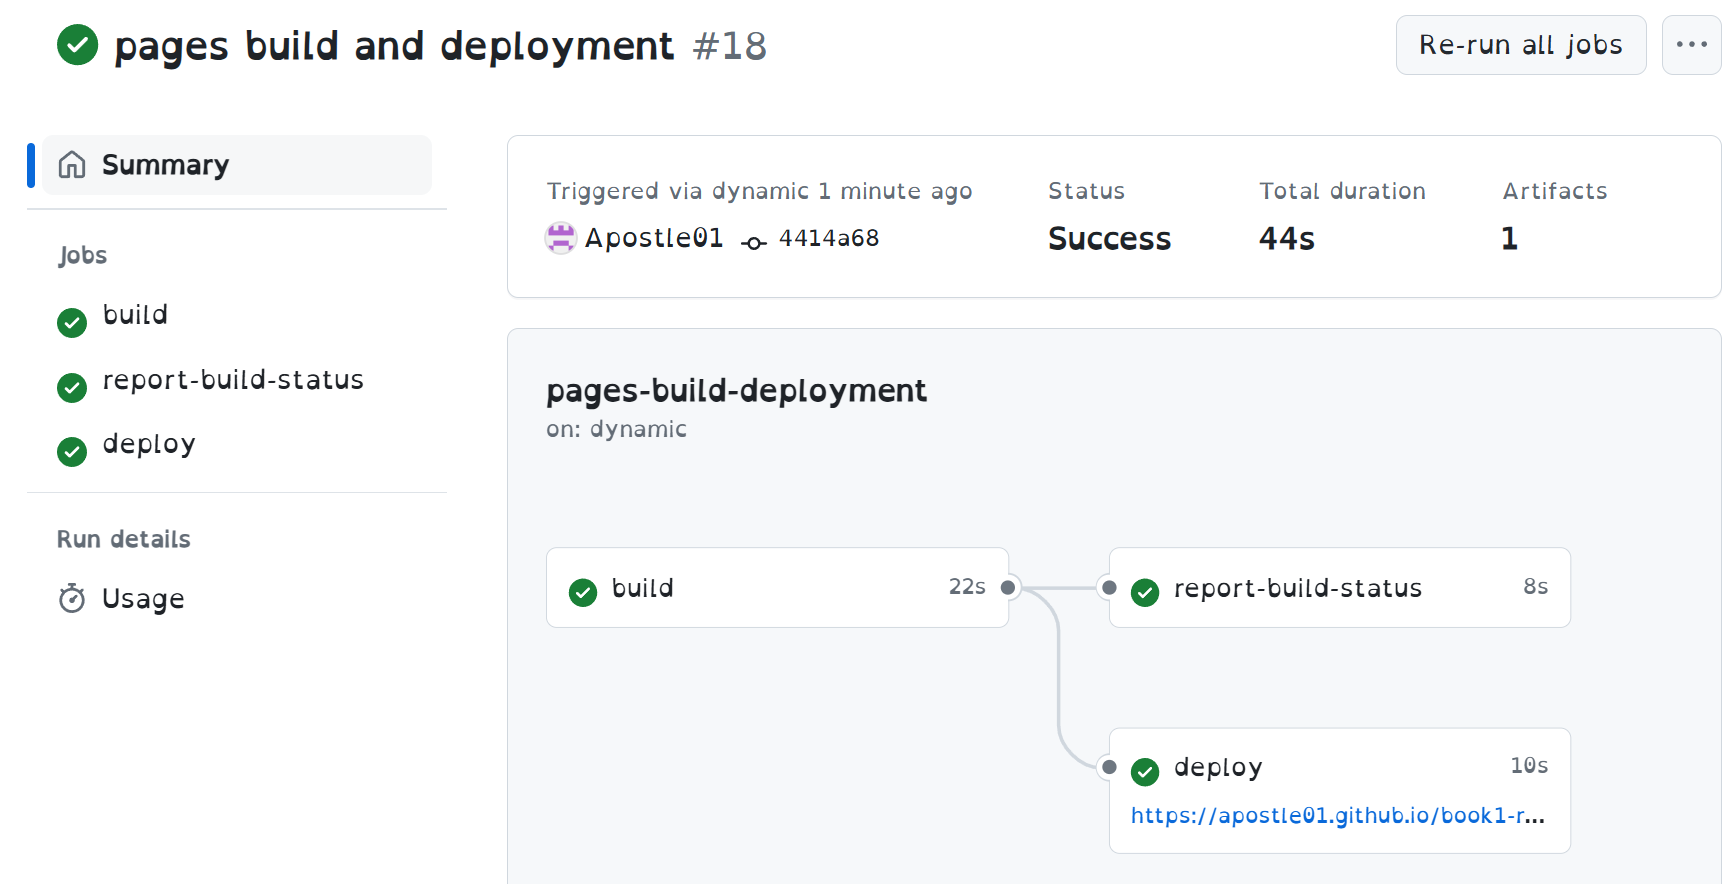 pages build and deployment #18
Re-run all jobs
Summary
Jobs
build
report-build-status
deploy
Run details
Usage
Triggered via dynamic 1 minute ago
Apostle01 4414a68
Status
Success
Total duration
44s
Artifacts
1
pages-build-deployment
on: dynamic
build 22s
report-build-status 8s
deploy 10s
https://apostle01.github.io/book1-r...